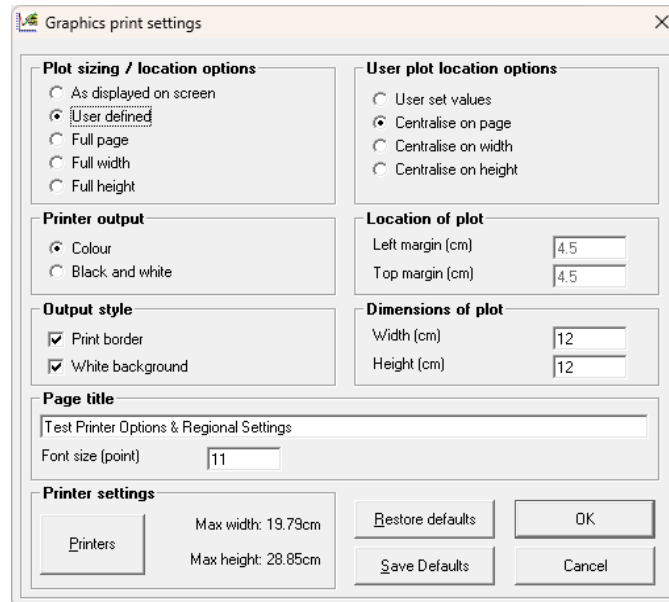 Graphics print settings
Plot sizing / location options
As displayed on screen
User defined
Full page
Full width
Full height
User plot location options
User set values
Centralise on page
Centralise on width
Centralise on height
Printer output
Colour
Black and white
Location of plot
Left margin (cm) 4.5
Top margin (cm) 4.5
Output style
Print border
White background
Dimensions of plot
Width (cm) 12
Height (cm) 12
Page title
Test Printer Options & Regional Settings
Font size (point) 11
Printer settings
Printers
Max width: 19.79cm
Max height: 28.85cm
Restore defaults
OK
Save Defaults
Cancel